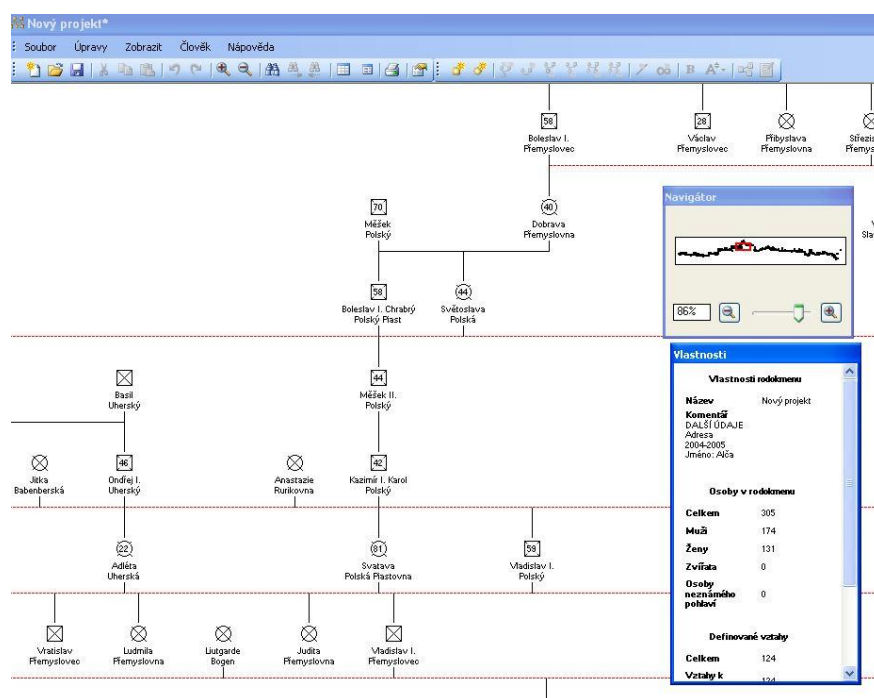 Nový projekt*
Soubor Úpravy Zobrazit Člověk Nápověda
58
Boleslav I.
Přemyslovec
28
Václav
Přemyslovec
Přibyslava
Přemyslovna
70
Měšek
Polský
(40)
Dobrava
Přemyslovna
58
Boleslav I. Chrabrý
Polský Piast
(44)
Světoslava
Polská
Basil
Uherský
44
Měšek II.
Polský
Jitka
Babenberská
46
Ondřej I.
Uherský
Anastazie
Rurikovna
42
Kazimír I. Karol
Polský
(22)
Adléta
Uherská
(81)
Svatava
Polská Piastovna
59
Vladislav I.
Polský
Vratislav
Přemyslovec
Ludmila
Přemyslovna
Liutgarde
Bogen
Judita
Přemyslovna
Vladislav I.
Přemyslovec
Navigátor
86%
Vlastnosti
Vlastnosti rodokmenu
Název Nový projekt
Komentář
DALŠÍ ÚDAJE
Adresa
2004-2005
Jméno: Alča
Osoby v rodokmenu
Celkem 305
Muži 174
Ženy 131
Zvířata 0
Osoby
neznámého 0
pohlaví
Definované vztahy
Celkem 124
Vztahy k 124